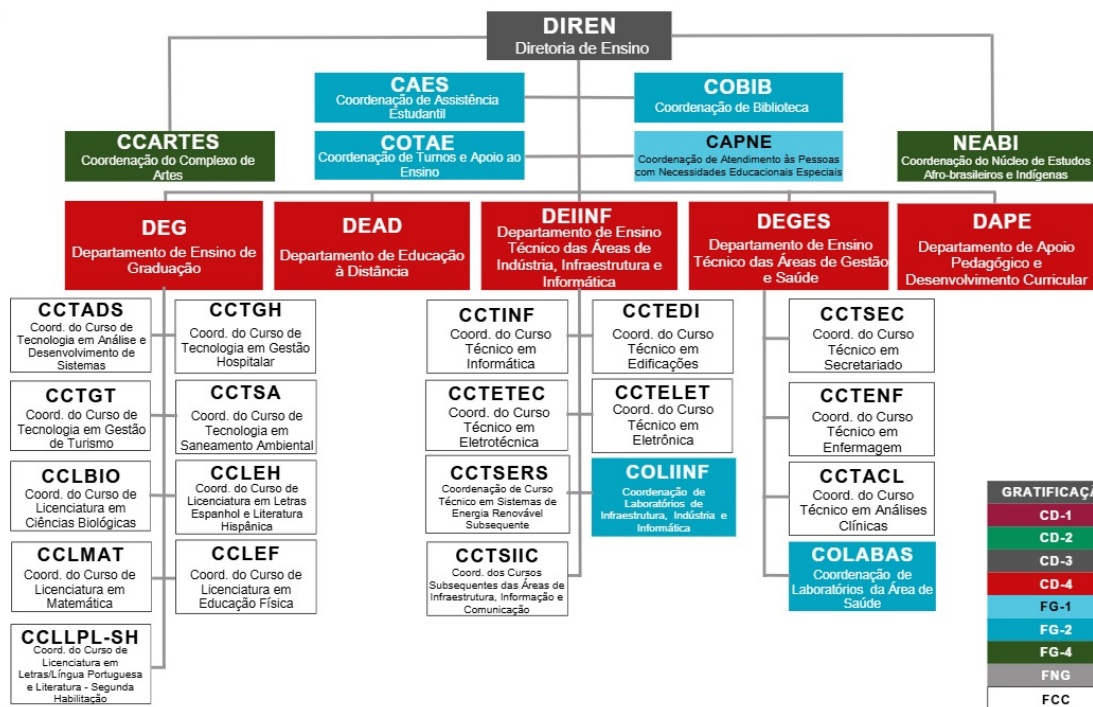 DIREN
Diretoria de Ensino
CAES
Coordenação de Assistência
Estudantil
COBIB
Coordenação de Biblioteca
CCARTES
Coordenação do Complexo de
Artes
COTAE
Coordenação de Turnos e Apoio ao
Ensino
CAPNE
Coordenação de Atendimento às Pessoas
com Necessidades Educacionais Especiais
NEABI
Coordenação do Núcleo de Estudos
Afro-brasileiros e Indígenas
DEG
Departamento de Ensino de
Graduação
DEAD
Departamento de Educação
à Distância
DEIINF
Departamento de Ensino
Técnico das Áreas de
Indústria, Infraestrutura e
Informática
DEGES
Departamento de Ensino
Técnico das Áreas de Gestão
e Saúde
DAPE
Departamento de Apoio
Pedagógico e
Desenvolvimento Curricular
CCTADS
Coord. do Curso de
Tecnologia em Análise e
Desenvolvimento de
Sistemas
CCTGH
Coord. do Curso de
Tecnologia em Gestão
Hospitalar
CCTGT
Coord. do Curso de
Tecnologia em Gestão
de Turismo
CCTSA
Coord. do Curso de
Tecnologia em
Saneamento Ambiental
CCLBIO
Coord. do Curso de
Licenciatura em
Ciências Biológicas
CCLEH
Coord. do Curso de
Licenciatura em Letras
Espanhol e Literatura
Hispânica
CCLMAT
Coord. do Curso de
Licenciatura em
Matemática
CCLEF
Coord. do Curso de
Licenciatura em
Educação Física
CCLLPL-SH
Coord. do Curso de
Licenciatura em
Letras/Língua Portuguesa
e Literatura - Segunda
Habilitação
CCTINF
Coord. do Curso
Técnico em
Informática
CCTEDI
Coord. do Curso
Técnico em
Edificações
CCTETEC
Coord. do Curso
Técnico em
Eletrotécnica
CCTELET
Coord. do Curso
Técnico em
Eletrônica
CCTSERS
Coordenação de Curso
Técnico em Sistemas de
Energia Renovável
Subsequente
COLIINF
Coordenação de
Laboratórios de
Infraestrutura, Indústria e
Informática
CCTSIIC
Coord. dos Cursos
Subsequentes das Áreas de
Infraestrutura, Informação e
Comunicação
CCTSEC
Coord. do Curso
Técnico em
Secretariado
CCTENF
Coord. do Curso
Técnico em
Enfermagem
CCTACL
Coord. do Curso
Técnico em Análises
Clínicas
COLABAS
Coordenação de
Laboratórios da Área de
Saúde
GRATIFICAÇÃ
CD-1
CD-2
CD-3
CD-4
FG-1
FG-2
FG-4
FNG
FCC